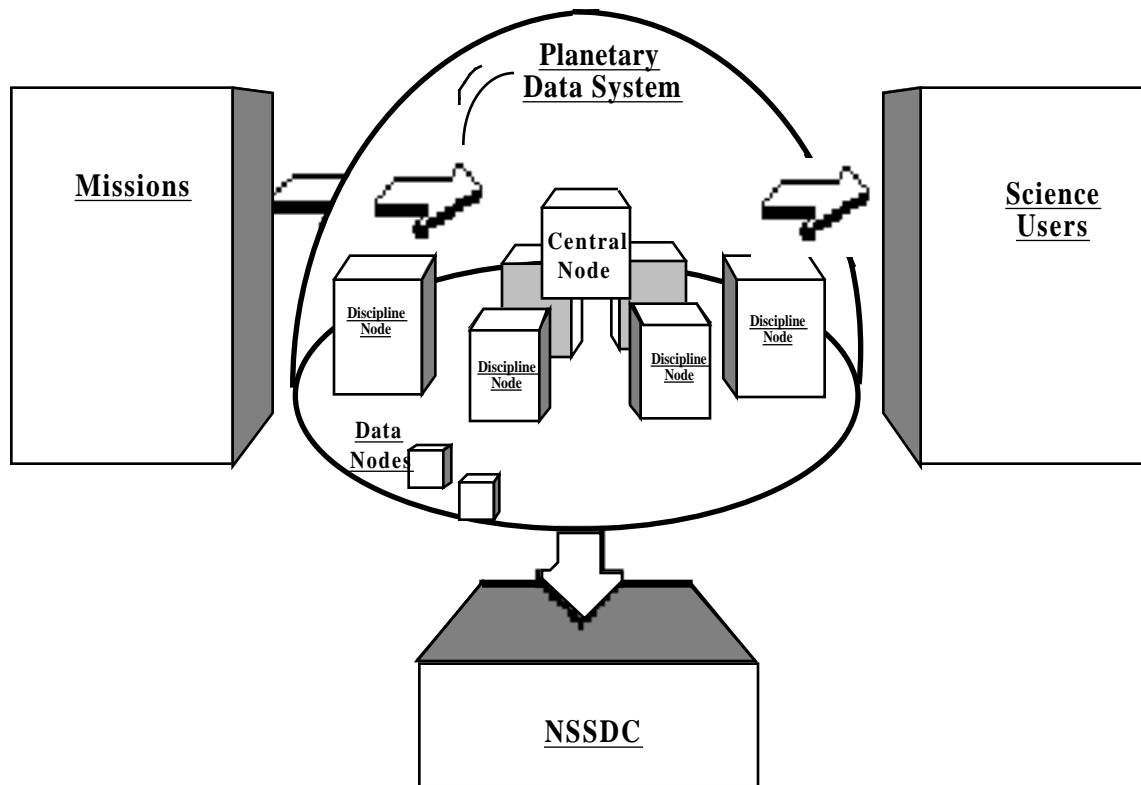 Planetary
Data System
Missions
Science
Users
Central
Node
Discipline
Node
Discipline
Node
Discipline
Node
Discipline
Node
Data
Nodes
NSSDC